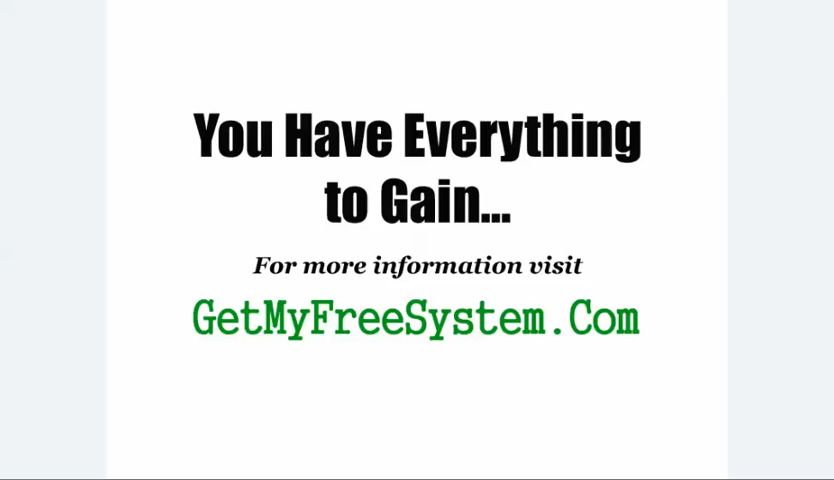 You Have Everything
to Gain...
For more information visit
GetMyFreeSystem.Com